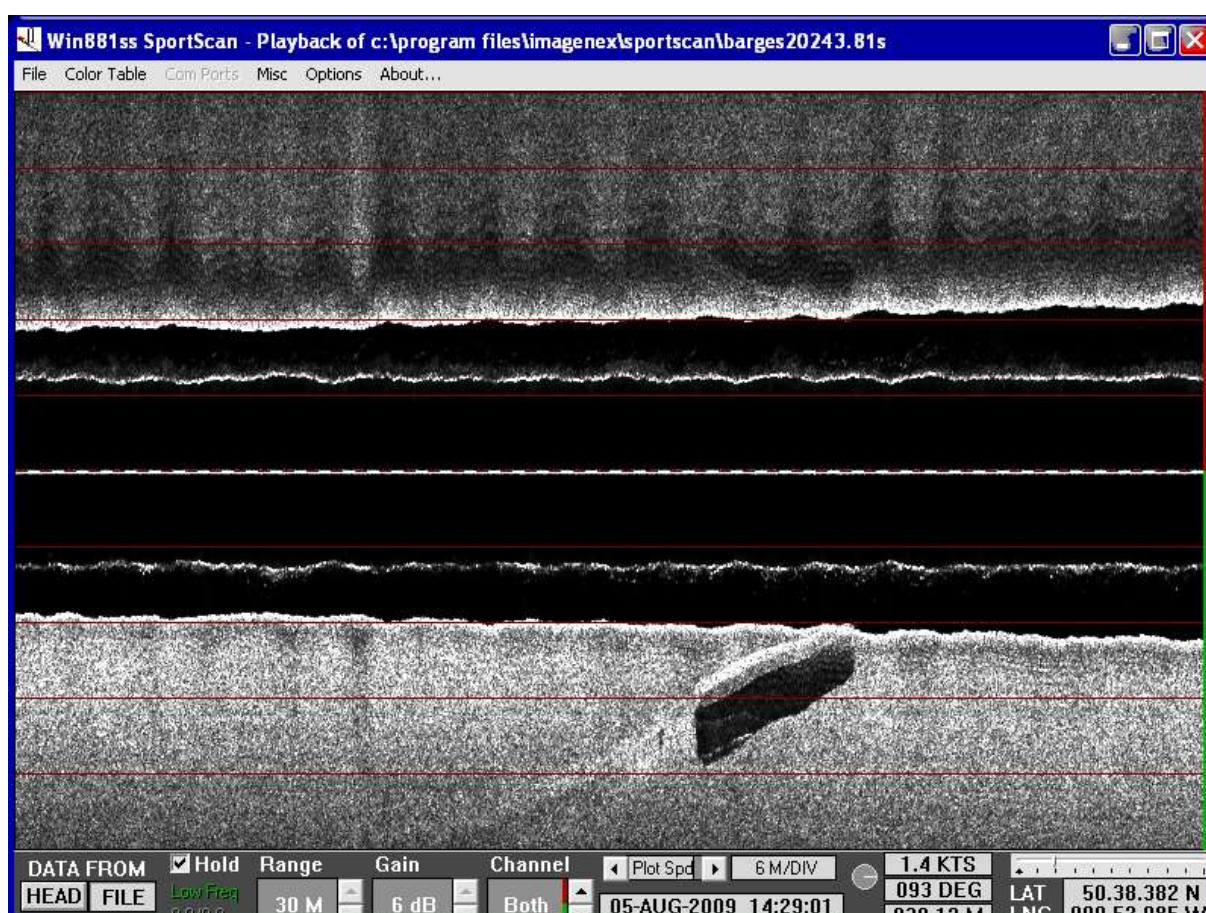 Win881ss SportScan - Playback of c:\program files\imagenex\sportscan\barges20243.81s
File Color Table Com Ports Misc Options About...
DATA FROM Hold Range Gain Channel Plot Spd 6 M/DIV 1.4 KTS
HEAD FILE Low Freq 30 M 6 dB Both 05-AUG-2009 14:29:01 093 DEG LAT 50.38.382 N